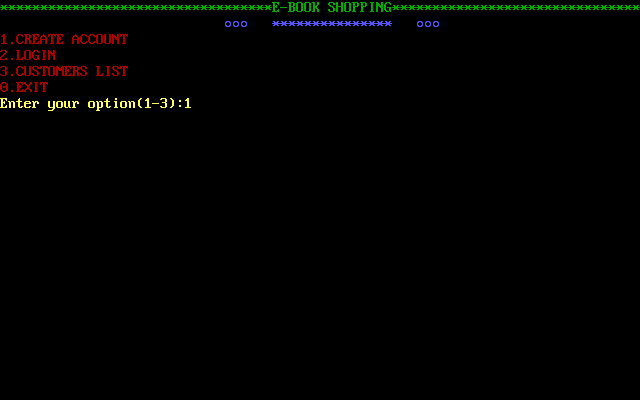 **********************************E-BOOK SHOPPING*******************************
ooo   ***************   ooo
1.CREATE ACCOUNT
2.LOGIN
3.CUSTOMERS LIST
0.EXIT
Enter your option(1-3):1